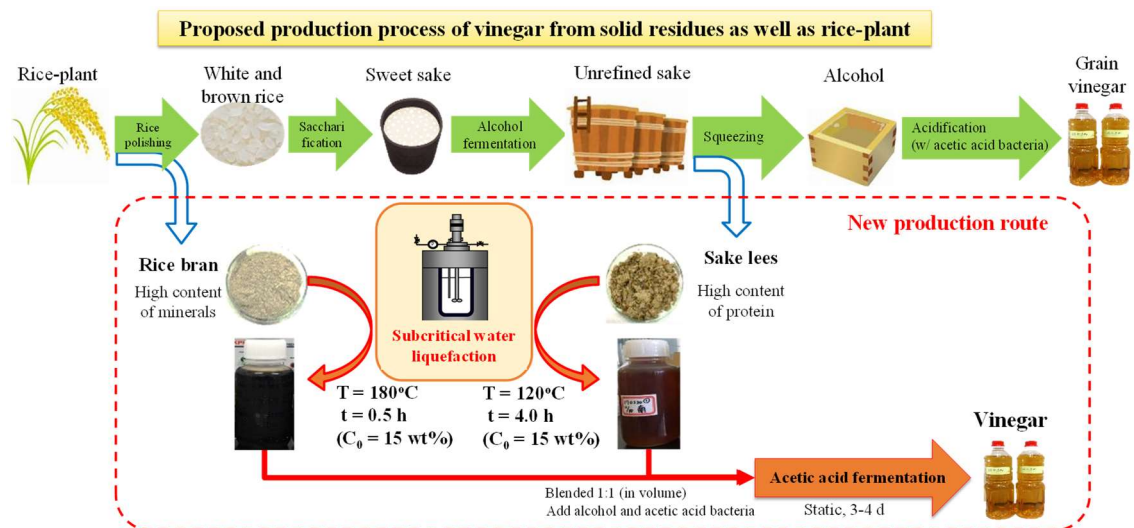 Proposed production process of vinegar from solid residues as well as rice-plant
Rice-plant
White and
brown rice
Sweet sake
Unrefined sake
Alcohol
Grain
vinegar
Rice
polishing
Sacchari
fication
Alcohol
fermentation
Squeezing
Acidification
(w/ acetic acid bacteria)
New production route
Rice bran
High content
of minerals
Subcritical water
liquefaction
Sake lees
High content
of protein
T = 180°C
t = 0.5 h
(C₀ = 15 wt%)
T = 120°C
t = 4.0 h
(C₀ = 15 wt%)
Vinegar
Acetic acid fermentation
Blended 1:1 (in volume)
Add alcohol and acetic acid bacteria
Static, 3-4 d